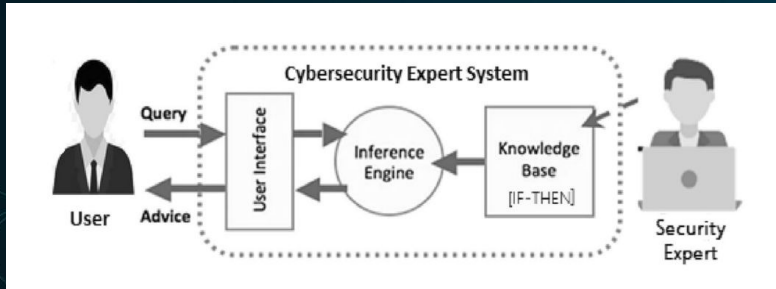 Cybersecurity Expert System
Query
User Interface
Inference
Engine
Knowledge
Base
[IF-THEN]
User
Advice
Security
Expert